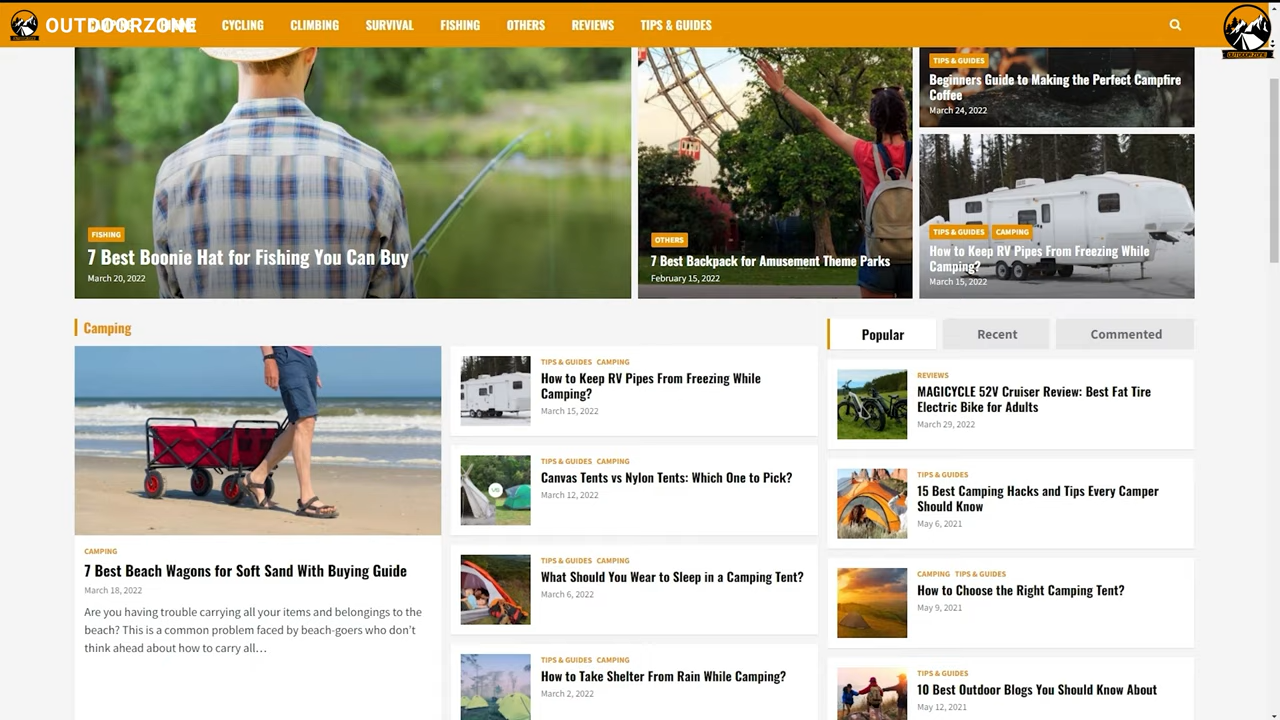 OUTDOORZONE
CYCLING
CLIMBING
SURVIVAL
FISHING
OTHERS
REVIEWS
TIPS & GUIDES
FISHING
7 Best Boonie Hat for Fishing You Can Buy
March 20, 2022
OTHERS
7 Best Backpack for Amusement Theme Parks
February 15, 2022
TIPS & GUIDES
Beginners Guide to Making the Perfect Campfire
Coffee
March 24, 2022
TIPS & GUIDES CAMPING
How to Keep RV Pipes From Freezing While
Camping?
March 15, 2022
Camping
CAMPING
7 Best Beach Wagons for Soft Sand With Buying Guide
March 18, 2022
Are you having trouble carrying all your items and belongings to the
beach? This is a common problem faced by beach-goers who don't
think ahead about how to carry all…
TIPS & GUIDES CAMPING
How to Keep RV Pipes From Freezing While
Camping?
March 15, 2022
TIPS & GUIDES CAMPING
Canvas Tents vs Nylon Tents: Which One to Pick?
March 12, 2022
TIPS & GUIDES CAMPING
What Should You Wear to Sleep in a Camping Tent?
March 6, 2022
TIPS & GUIDES CAMPING
How to Take Shelter From Rain While Camping?
March 2, 2022
Popular
Recent
Commented
REVIEWS
MAGICYCLE 52V Cruiser Review: Best Fat Tire
Electric Bike for Adults
March 29, 2022
TIPS & GUIDES
15 Best Camping Hacks and Tips Every Camper
Should Know
May 6, 2021
CAMPING TIPS & GUIDES
How to Choose the Right Camping Tent?
May 9, 2021
TIPS & GUIDES
10 Best Outdoor Blogs You Should Know About
May 12, 2021